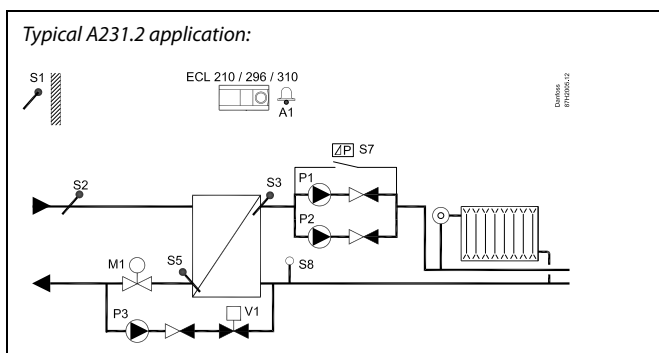 Typical A231.2 application:
S1
ECL 210 / 296 / 310
A1
Danfoss
87H2005.12
P S7
S2
S3
P1
P2
M1
S5
S8
P3
V1